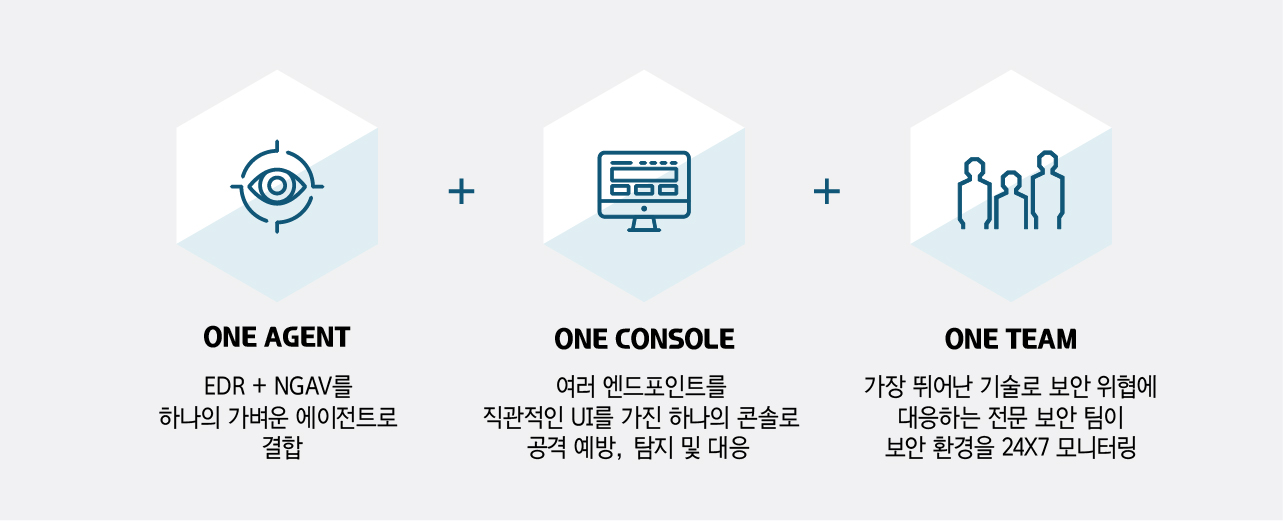 ONE AGENT
EDR + NGAV를
하나의 가벼운 에이전트로
결합
ONE CONSOLE
여러 엔드포인트를
직관적인 UI를 가진 하나의 콘솔로
공격 예방, 탐지 및 대응
ONE TEAM
가장 뛰어난 기술로 보안 위협에
대응하는 전문 보안 팀이
보안 환경을 24X7 모니터링